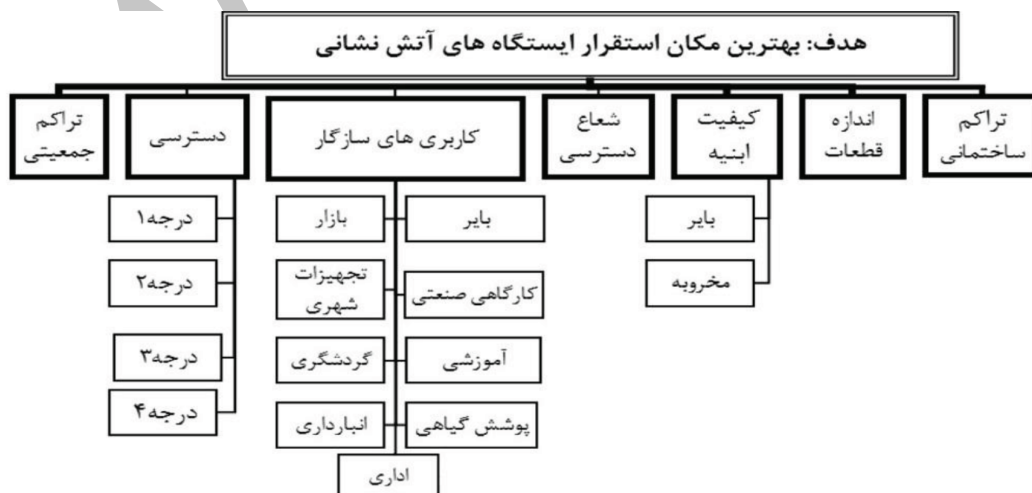 هدف: بهترین مکان استقرار ایستگاه های آتش نشانی
تراکم
ساختمانی
اندازه
قطعات
کیفیت
ابنیه
شعاع
دسترسی
کاربری های سازگار
دسترسی
تراکم
جمعیتی
بایر
مخروبه
بایر
بازار
کارگاهی صنعتی
تجهیزات
شهری
آموزشی
گردشگری
پوشش گیاهی
انبارداری
اداری
درجه۱
درجه۲
درجه۳
درجه۴